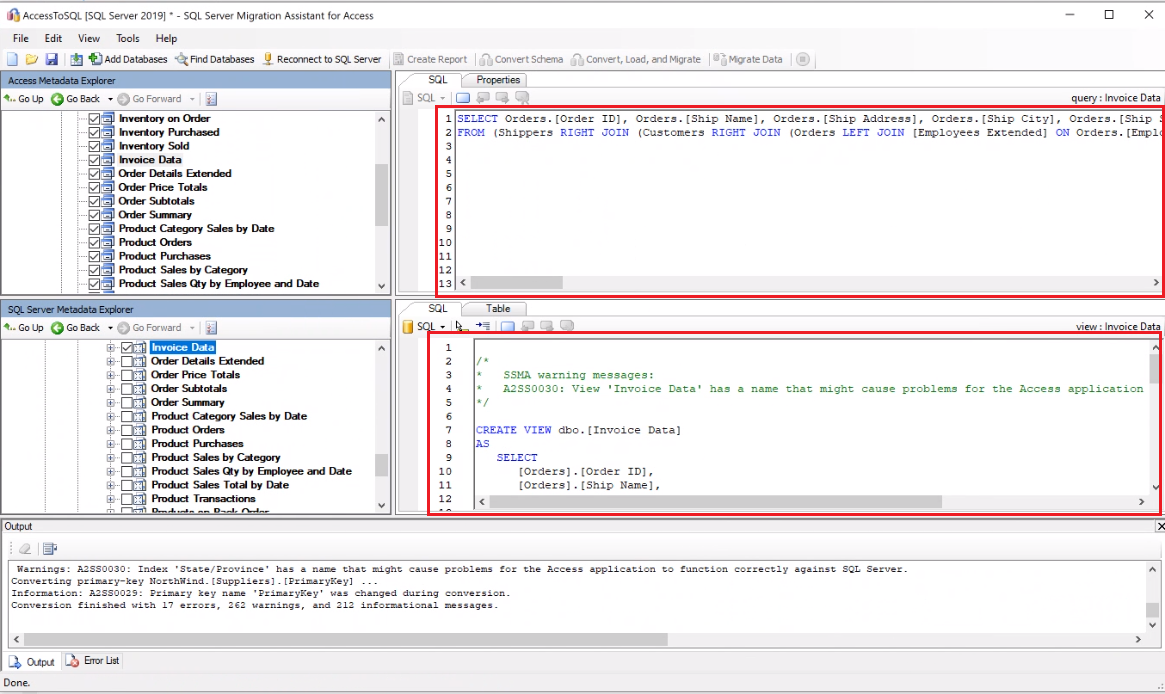 AccessToSQL [SQL Server 2019] * - SQL Server Migration Assistant for Access
File Edit View Tools Help
Add Databases Find Databases Reconnect to SQL Server Create Report Convert Schema Convert, Load, and Migrate Migrate Data
Access Metadata Explorer
Go Up Go Back Go Forward
Inventory on Order
Inventory Purchased
Inventory Sold
Invoice Data
Order Details Extended
Order Price Totals
Order Subtotals
Order Summary
Product Category Sales by Date
Product Orders
Product Purchases
Product Sales by Category
Product Sales Qty by Employee and Date
SQL Properties
SQL query : Invoice Data
1 SELECT Orders.[Order ID], Orders.[Ship Name], Orders.[Ship Address], Orders.[Ship City], Orders.[Ship S
2 FROM (Shippers RIGHT JOIN (Customers RIGHT JOIN (Orders LEFT JOIN [Employees Extended] ON Orders.[Emplo
3
4
5
6
7
8
9
10
11
12
13
SQL Server Metadata Explorer
Go Up Go Back Go Forward
Invoice Data
Order Details Extended
Order Price Totals
Order Subtotals
Order Summary
Product Category Sales by Date
Product Orders
Product Purchases
Product Sales by Category
Product Sales Qty by Employee and Date
Product Sales Total by Date
Product Transactions
Products on Back Order
SQL Table
SQL view : Invoice Data
1
2 /*
3 * SSMA warning messages:
4 * A2SS0030: View 'Invoice Data' has a name that might cause problems for the Access application
5 */
6
7 CREATE VIEW dbo.[Invoice Data]
8 AS
9 SELECT
10 [Orders].[Order ID],
11 [Orders].[Ship Name],
12
Output
Warnings: A2SS0030: Index 'State/Province' has a name that might cause problems for the Access application to function correctly against SQL Server.
Converting primary-key NorthWind.[Suppliers].[PrimaryKey] ...
Information: A2SS0029: Primary key name 'PrimaryKey' was changed during conversion.
Conversion finished with 17 errors, 262 warnings, and 212 informational messages.
Output Error List
Done.